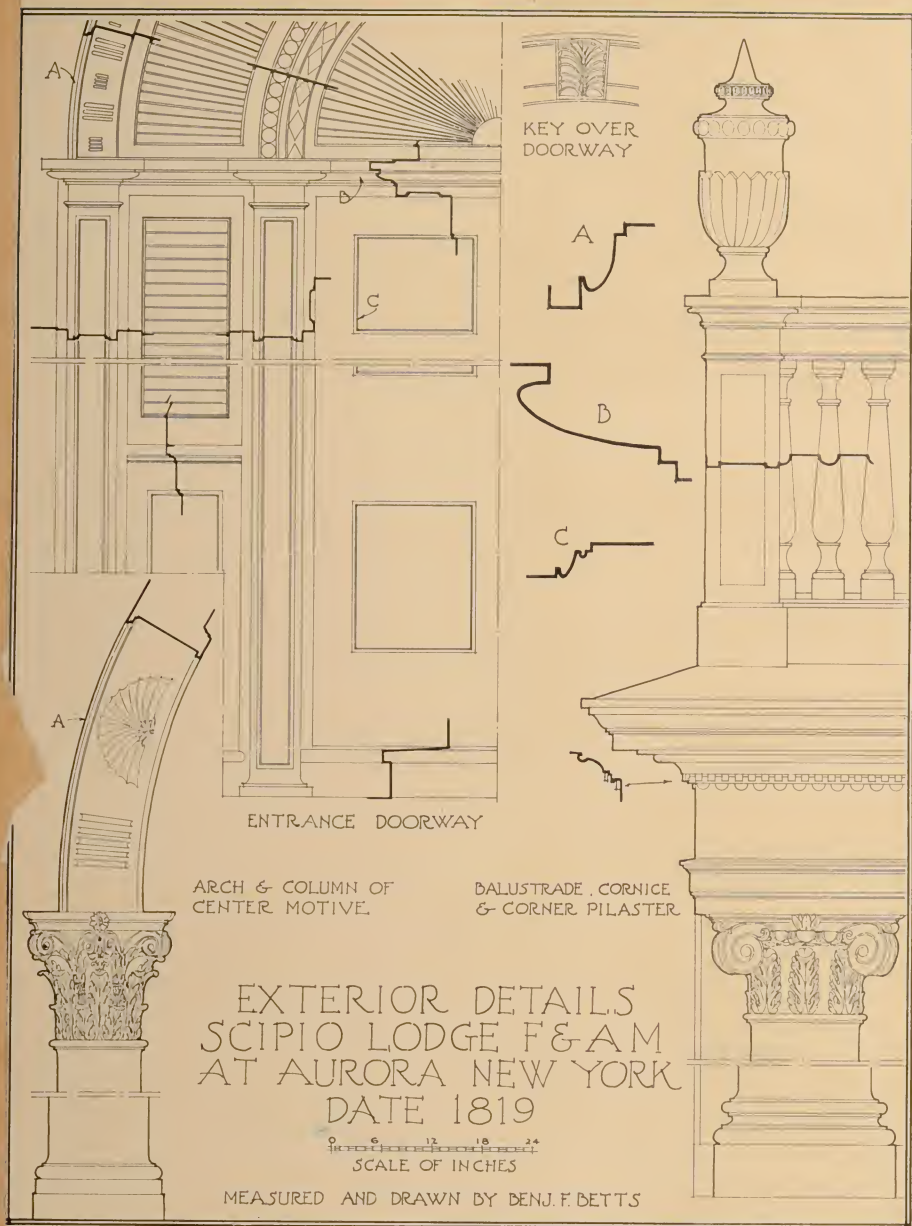 A
KEY OVER
DOORWAY
A
B
C
B
C
A
ENTRANCE DOORWAY
ARCH & COLUMN OF
CENTER MOTIVE
BALUSTRADE, CORNICE
& CORNER PILASTER
EXTERIOR DETAILS
SCIPIO LODGE F & A M
AT AURORA NEW YORK
DATE 1819
0 6 12 18 24
SCALE OF INCHES
MEASURED AND DRAWN BY BENJ. F. BETTS